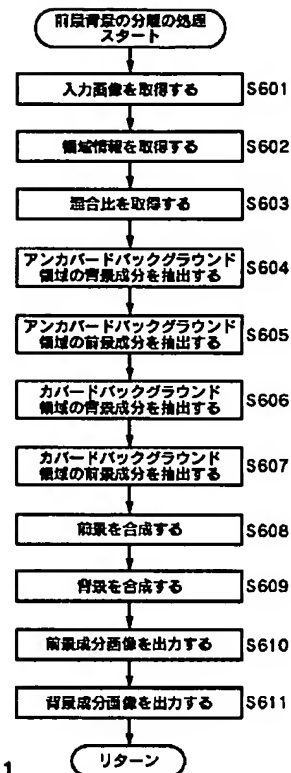 前景背景の分離の処理
スタート
入力画像を取得する
S601
領域情報を取得する
S602
混合比を取得する
S603
アンカバードバックグラウンド
領域の背景成分を抽出する
S604
アンカバードバックグラウンド
領域の前景成分を抽出する
S605
カバードバックグラウンド
領域の背景成分を抽出する
S606
カバードバックグラウンド
領域の前景成分を抽出する
S607
前景を合成する
S608
背景を合成する
S609
前景成分画像を出力する
S610
背景成分画像を出力する
S611
リターン
1